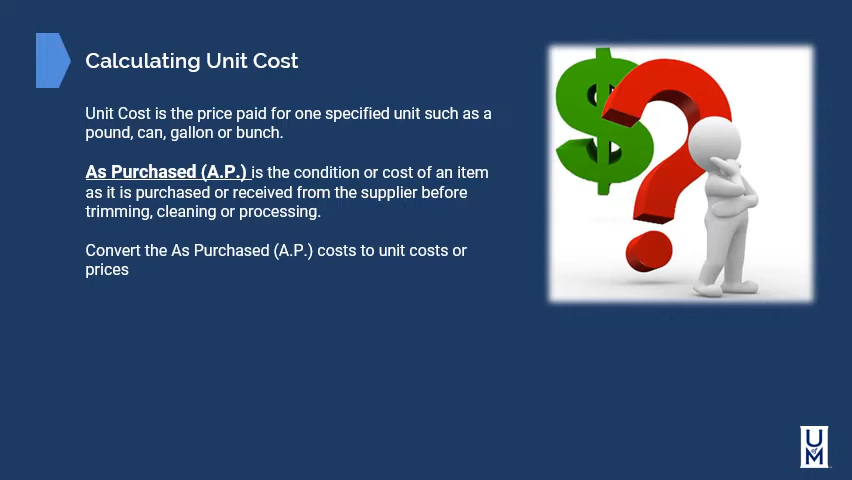 Calculating Unit Cost
Unit Cost is the price paid for one specified unit such as a
pound, can, gallon or bunch.
As Purchased (A.P.) is the condition or cost of an item
as it is purchased or received from the supplier before
trimming, cleaning or processing.
Convert the As Purchased (A.P.) costs to unit costs or
prices
$ ?
U
of
M